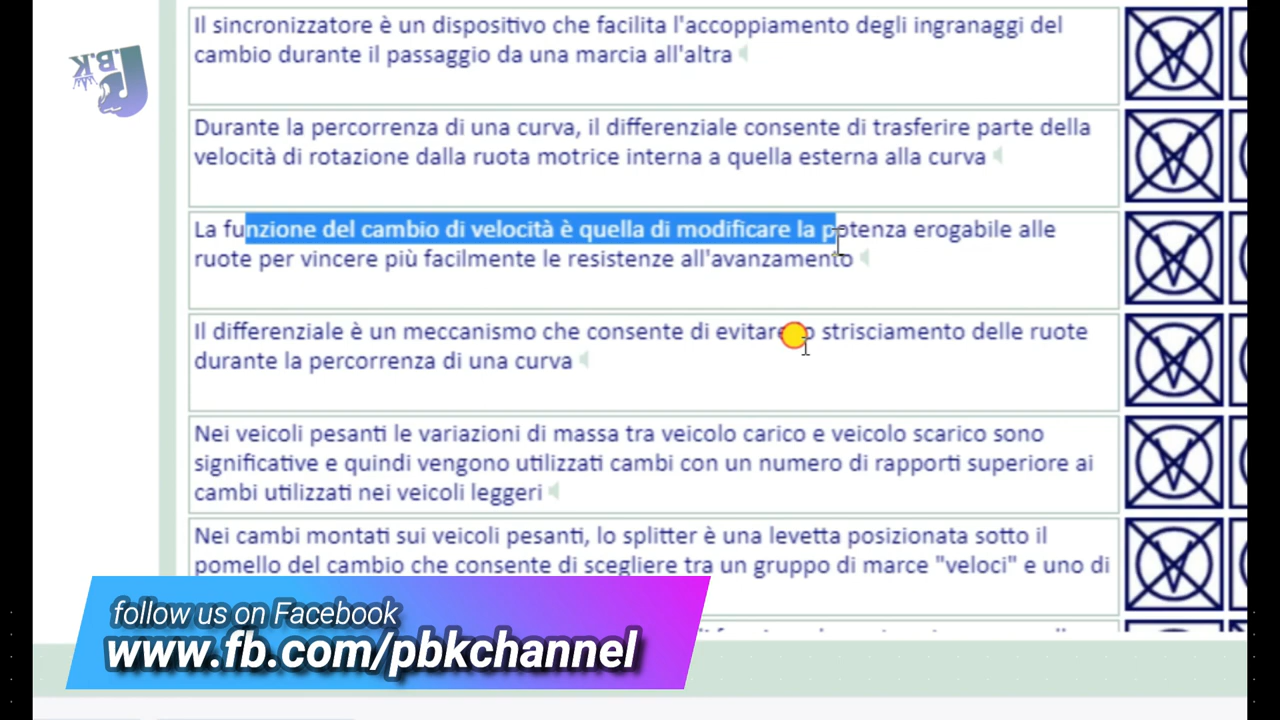 Il sincronizzatore è un dispositivo che facilita l'accoppiamento degli ingranaggi del
cambio durante il passaggio da una marcia all'altra
V
P.B.K
Durante la percorrenza di una curva, il differenziale consente di trasferire parte della
velocità di rotazione dalla ruota motrice interna a quella esterna alla curva
V
La funzione del cambio di velocità è quella di modificare la potenza erogabile alle
ruote per vincere più facilmente le resistenze all'avanzamento
V
Il differenziale è un meccanismo che consente di evitare strisciamento delle ruote
durante la percorrenza di una curva
V
Nei veicoli pesanti le variazioni di massa tra veicolo carico e veicolo scarico sono
significative e quindi vengono utilizzati cambi con un numero di rapporti superiore ai
cambi utilizzati nei veicoli leggeri
V
Nei cambi montati sui veicoli pesanti, lo splitter è una levetta posizionata sotto il
pomello del cambio che consente di scegliere tra un gruppo di marce "veloci" e uno di
V
follow us on Facebook
www.fb.com/pbkchannel